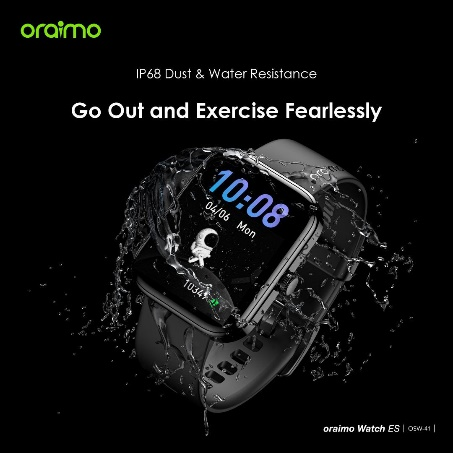 oraimo
IP68 Dust & Water Resistance
Go Out and Exercise Fearlessly
10:08
04/06 Mon
oraimo Watch ES | OSW-41 |